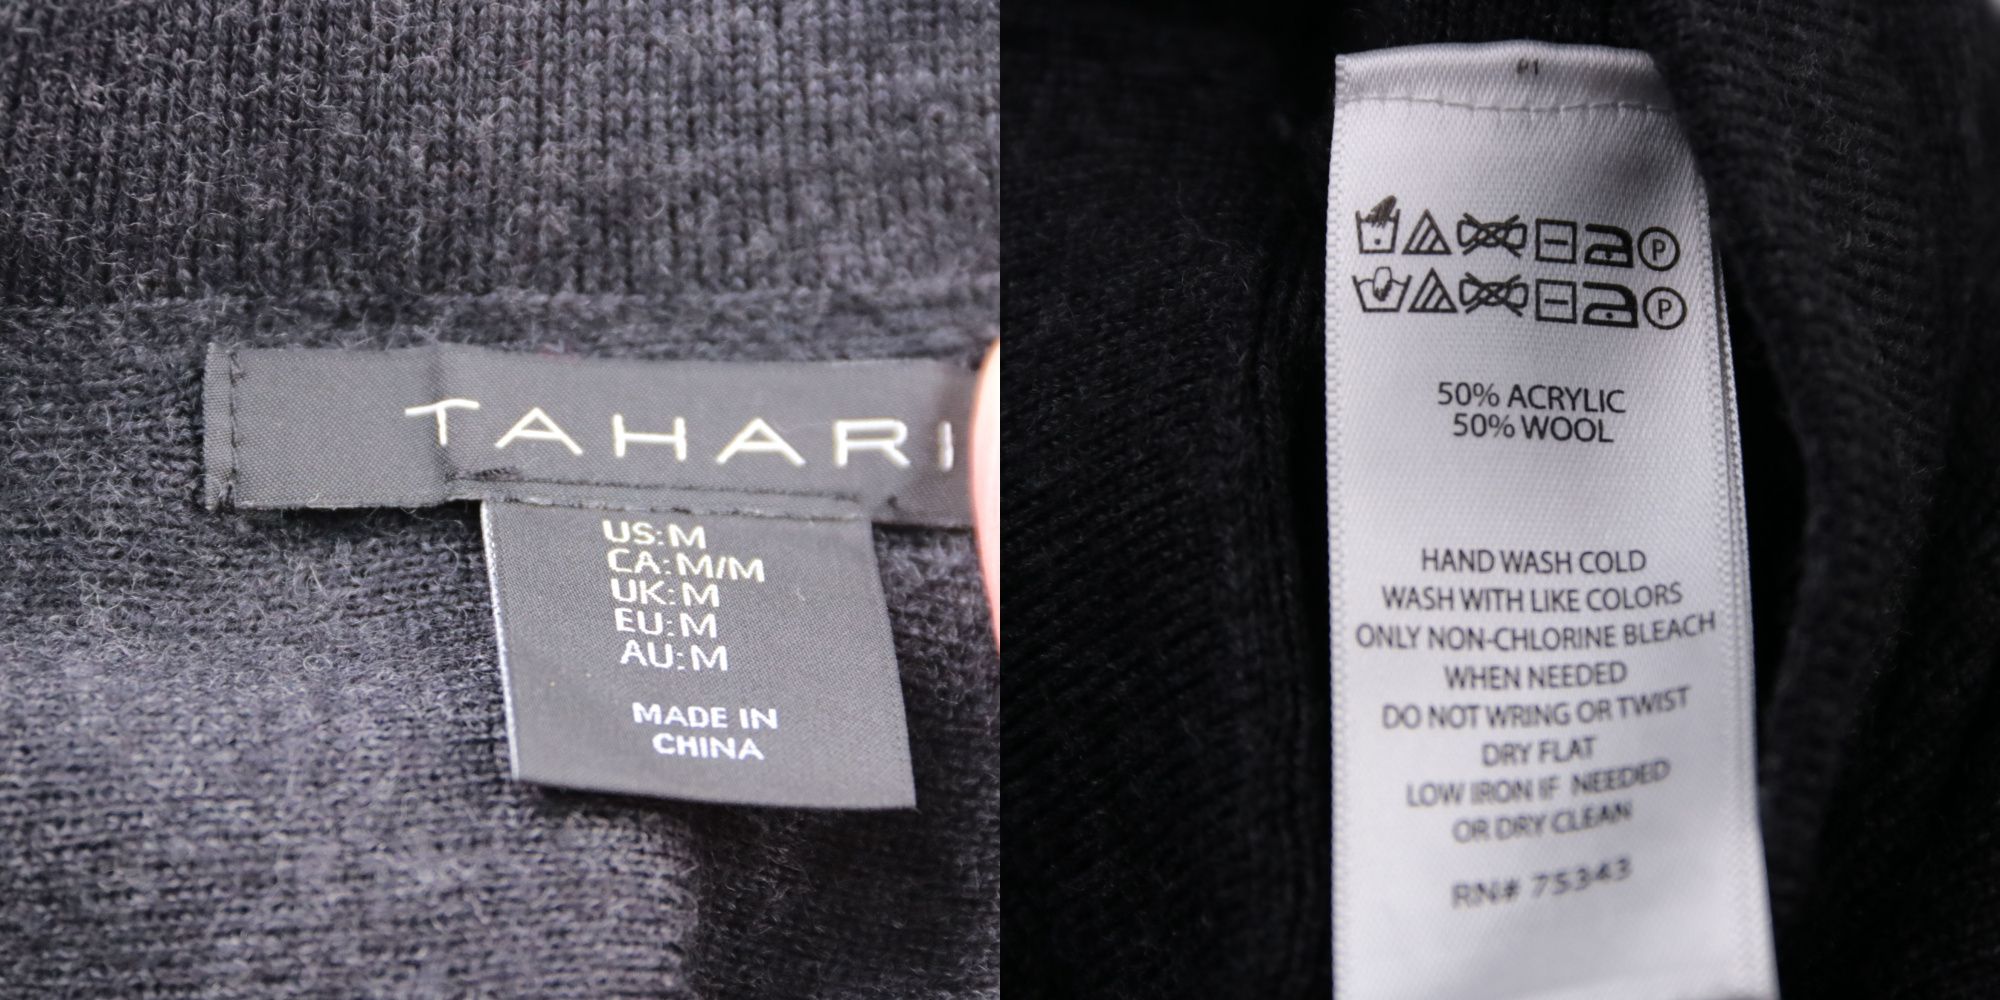 TAHARI
US: M
CA: M/M
UK: M
EU: M
AU: M
MADE IN
CHINA
P
P
50% ACRYLIC
50% WOOL
HAND WASH COLD
WASH WITH LIKE COLORS
ONLY NON-CHLORINE BLEACH
WHEN NEEDED
DO NOT WRING OR TWIST
DRY FLAT
LOW IRON IF NEEDED
OR DRY CLEAN
RN# 75343